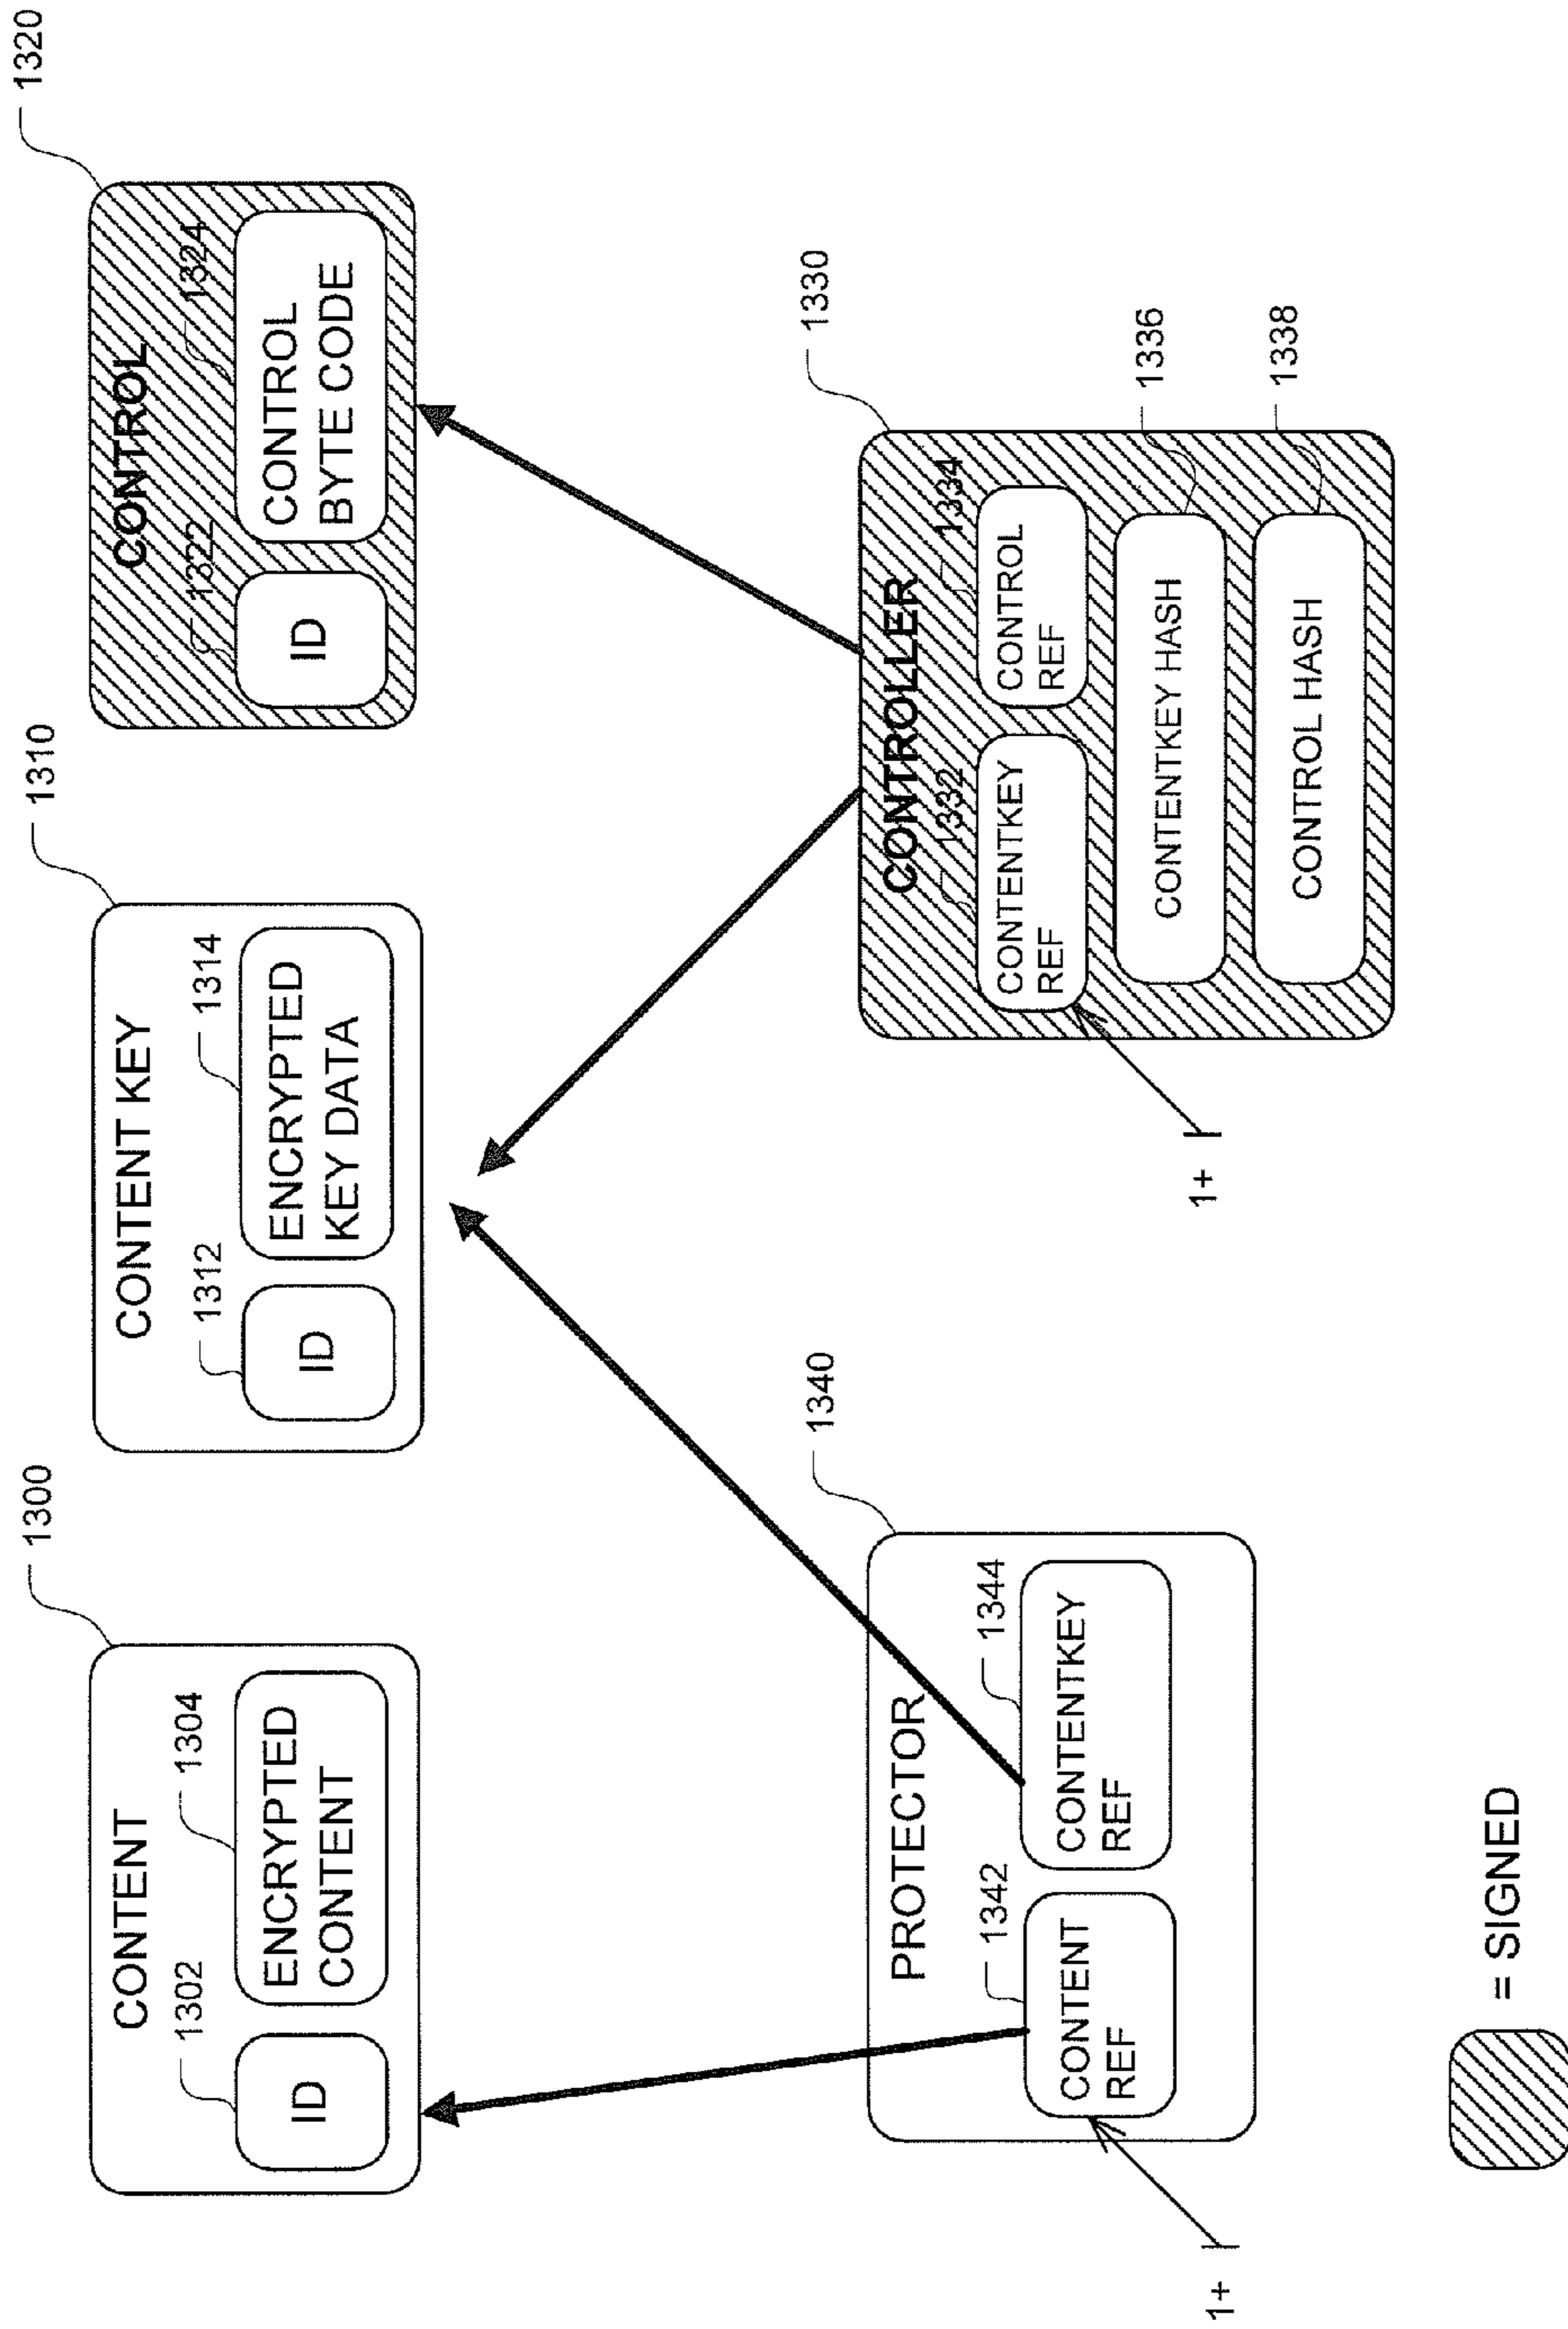 1300
CONTENT
1302
1304
ID
ENCRYPTED
CONTENT
1310
CONTENT KEY
1312
1314
ID
ENCRYPTED
KEY DATA
1320
CONTROL
1322
1324
ID
CONTROL
BYTE CODE
1340
PROTECTOR
1342
1344
CONTENT
REF
CONTENTKEY
REF
1+
1330
CONTROLLER
1332
1334
CONTENTKEY
REF
CONTROL
REF
1336
CONTENTKEY HASH
1338
CONTROL HASH
1+
= SIGNED